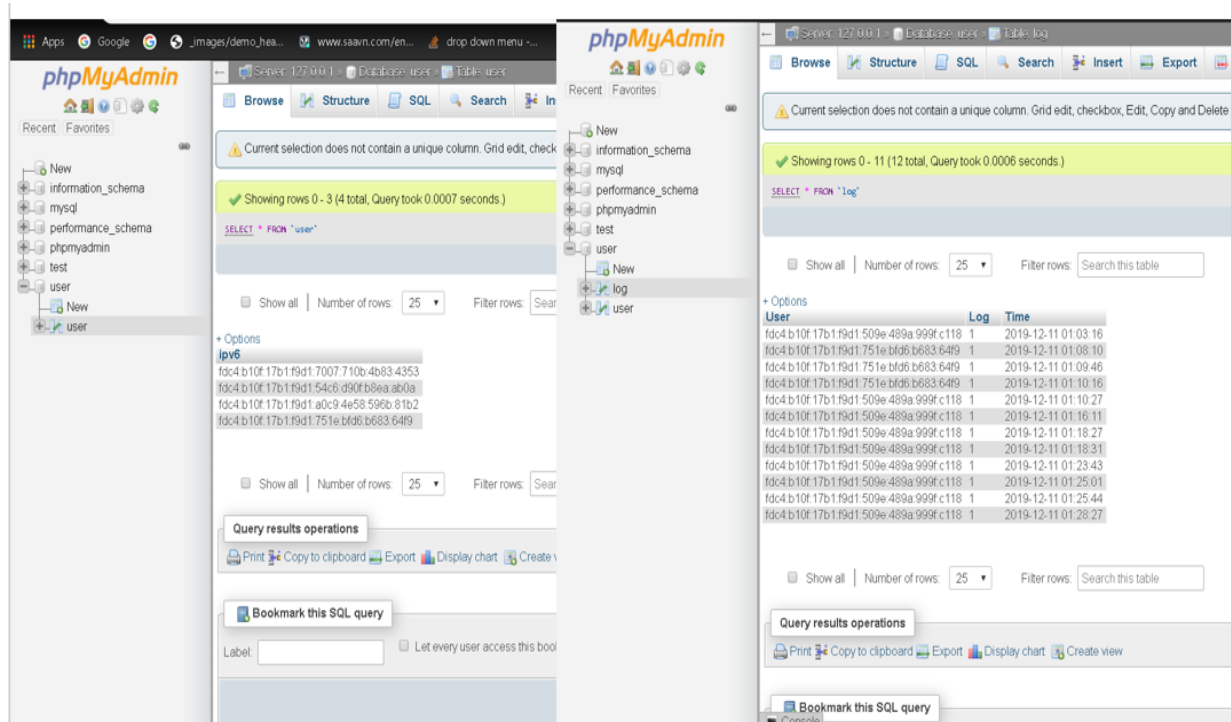 Apps Google _images/demo_hea... www.saavn.com/en... drop down menu -...
phpMyAdmin
Recent Favorites
New
information_schema
mysql
performance_schema
phpmyadmin
test
user
New
user
Server: 127.0.0.1 » Database: user » Table: user
Browse Structure SQL Search In
Current selection does not contain a unique column. Grid edit, check
Showing rows 0 - 3 (4 total, Query took 0.0007 seconds.)
SELECT * FROM `user`
Show all Number of rows: 25 Filter rows: Sear
+ Options
ipv6
fdc4:b10f:17b1:f9d1:7007:710b:4b83:4353
fdc4:b10f:17b1:f9d1:54c6:d90f:b8ea:ab0a
fdc4:b10f:17b1:f9d1:a0c9:4e58:596b:81b2
fdc4:b10f:17b1:f9d1:751e:bfd6:b683:64f9
Show all Number of rows: 25 Filter rows: Sear
Query results operations
Print Copy to clipboard Export Display chart Create v
Bookmark this SQL query
Label: Let every user access this bool
phpMyAdmin
Recent Favorites
New
information_schema
mysql
performance_schema
phpmyadmin
test
user
New
log
user
Server: 127.0.0.1 » Database: user » Table: log
Browse Structure SQL Search Insert Export
Current selection does not contain a unique column. Grid edit, checkbox, Edit, Copy and Delete
Showing rows 0 - 11 (12 total, Query took 0.0006 seconds.)
SELECT * FROM `log`
Show all Number of rows: 25 Filter rows: Search this table
+ Options
User Log Time
fdc4:b10f:17b1:f9d1:509e:489a:999f:c118 1 2019-12-11 01:03:16
fdc4:b10f:17b1:f9d1:751e:bfd6:b683:64f9 1 2019-12-11 01:08:10
fdc4:b10f:17b1:f9d1:751e:bfd6:b683:64f9 1 2019-12-11 01:09:46
fdc4:b10f:17b1:f9d1:751e:bfd6:b683:64f9 1 2019-12-11 01:10:16
fdc4:b10f:17b1:f9d1:509e:489a:999f:c118 1 2019-12-11 01:10:27
fdc4:b10f:17b1:f9d1:509e:489a:999f:c118 1 2019-12-11 01:16:11
fdc4:b10f:17b1:f9d1:509e:489a:999f:c118 1 2019-12-11 01:18:27
fdc4:b10f:17b1:f9d1:509e:489a:999f:c118 1 2019-12-11 01:18:31
fdc4:b10f:17b1:f9d1:509e:489a:999f:c118 1 2019-12-11 01:23:43
fdc4:b10f:17b1:f9d1:509e:489a:999f:c118 1 2019-12-11 01:25:01
fdc4:b10f:17b1:f9d1:509e:489a:999f:c118 1 2019-12-11 01:25:44
fdc4:b10f:17b1:f9d1:509e:489a:999f:c118 1 2019-12-11 01:28:27
Show all Number of rows: 25 Filter rows: Search this table
Query results operations
Print Copy to clipboard Export Display chart Create view
Bookmark this SQL query
Console